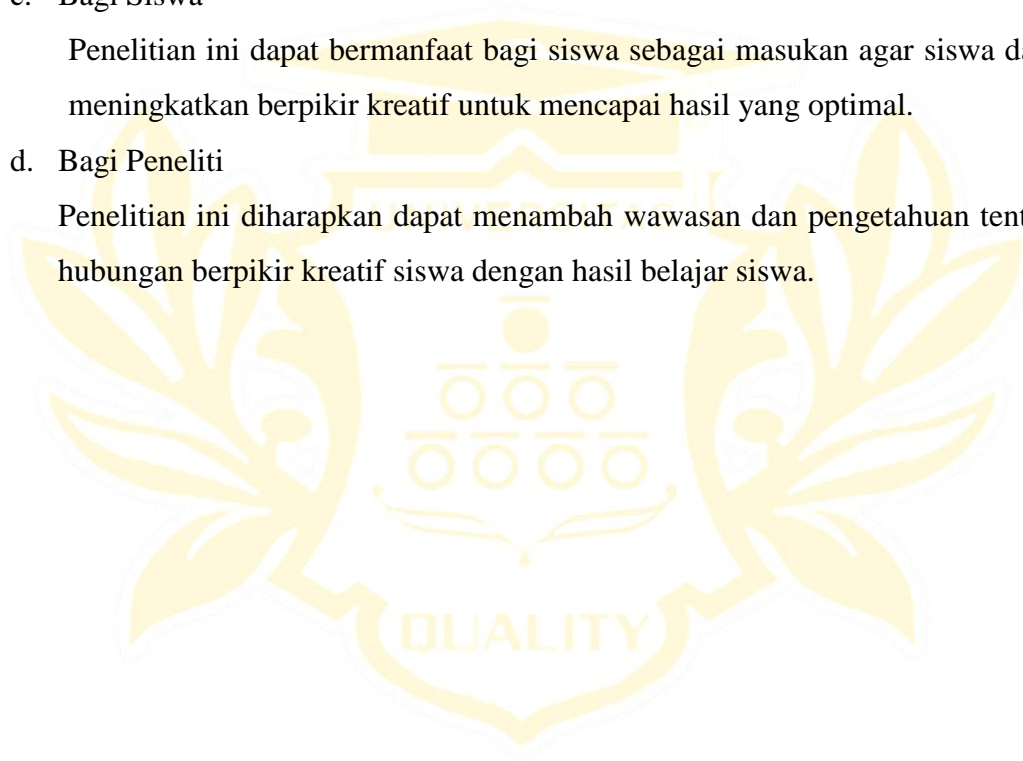 c. Bagi Siswa
Penelitian ini dapat bermanfaat bagi siswa sebagai masukan agar siswa
meningkatkan berpikir kreatif untuk mencapai hasil yang optimal.
d. Bagi Peneliti
UNIVERSITAS
Penelitian ini diharapkan dapat menambah wawasan dan pengetahuan
hubungan berpikir kreatif siswa dengan hasil belajar siswa.
QUALITY